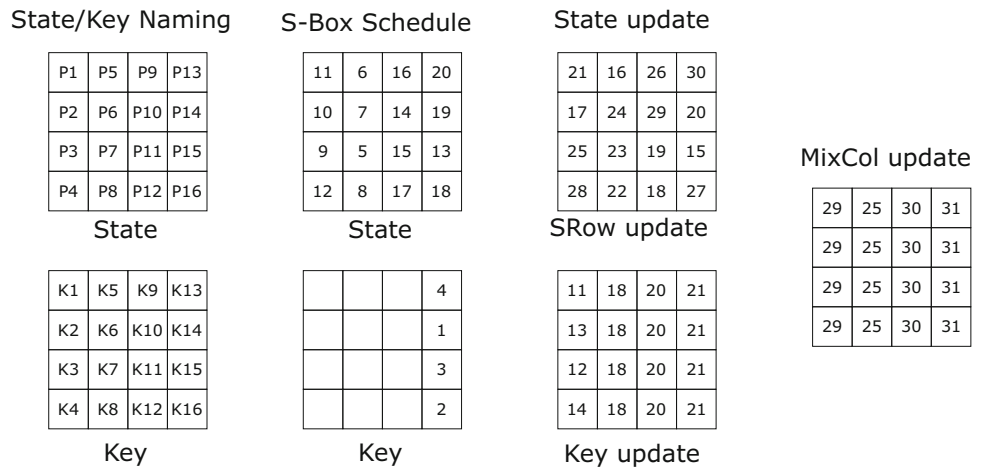 State/Key Naming
S-Box Schedule
State update
P1 P5 P9 P13
P2 P6 P10 P14
P3 P7 P11 P15
P4 P8 P12 P16
State
11 6 16 20
10 7 14 19
9 5 15 13
12 8 17 18
State
21 16 26 30
17 24 29 20
25 23 19 15
28 22 18 27
SRow update
MixCol update
29 25 30 31
29 25 30 31
29 25 30 31
29 25 30 31
K1 K5 K9 K13
K2 K6 K10 K14
K3 K7 K11 K15
K4 K8 K12 K16
Key
4
1
3
2
Key
11 18 20 21
13 18 20 21
12 18 20 21
14 18 20 21
Key update